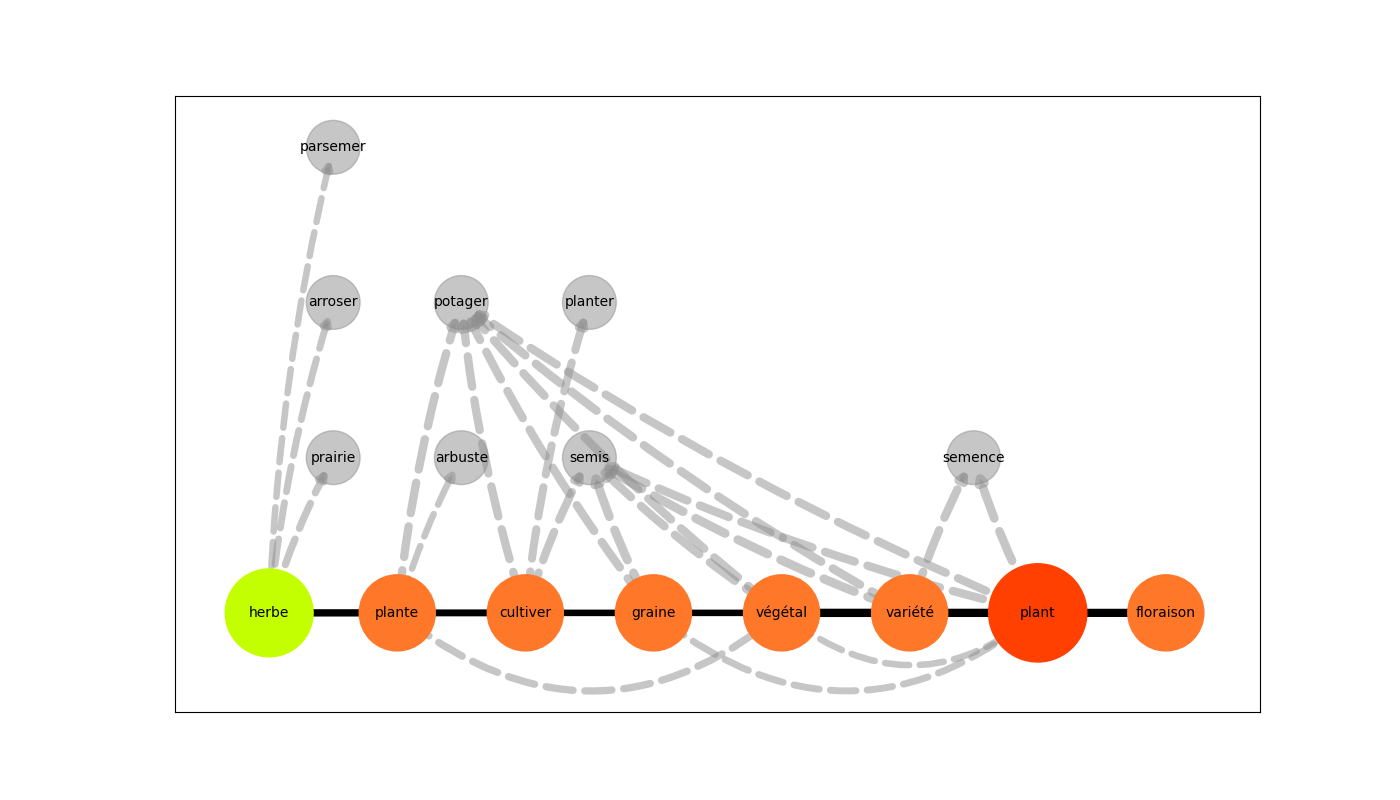 parsemer
arroser
potager
planter
prairie
arbuste
semis
semence
herbe
plante
cultiver
graine
végétal
variété
plant
floraison